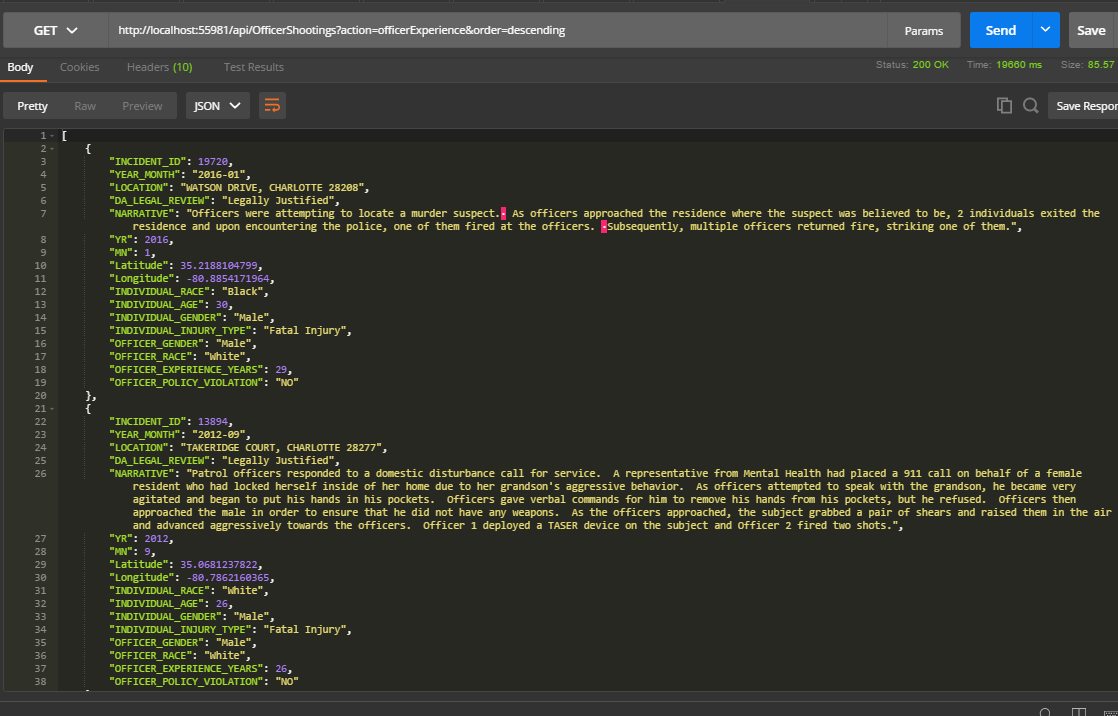 GET http://localhost:55981/api/OfficerShootings?action=officerExperience&order=descending Params Send Save
Body Cookies Headers (10) Test Results Status: 200 OK Time: 19660 ms Size: 85.57
Pretty Raw Preview JSON Save Respor
1 [
2 {
3 "INCIDENT_ID": 19720,
4 "YEAR_MONTH": "2016-01",
5 "LOCATION": "WATSON DRIVE, CHARLOTTE 28208",
6 "DA_LEGAL_REVIEW": "Legally Justified",
7 "NARRATIVE": "Officers were attempting to locate a murder suspect. As officers approached the residence where the suspect was believed to be, 2 individuals exited the
residence and upon encountering the police, one of them fired at the officers. Subsequently, multiple officers returned fire, striking one of them.",
8 "YR": 2016,
9 "MN": 1,
10 "Latitude": 35.2188104799,
11 "Longitude": -80.8854171964,
12 "INDIVIDUAL_RACE": "Black",
13 "INDIVIDUAL_AGE": 30,
14 "INDIVIDUAL_GENDER": "Male",
15 "INDIVIDUAL_INJURY_TYPE": "Fatal Injury",
16 "OFFICER_GENDER": "Male",
17 "OFFICER_RACE": "White",
18 "OFFICER_EXPERIENCE_YEARS": 29,
19 "OFFICER_POLICY_VIOLATION": "NO"
20 },
21 {
22 "INCIDENT_ID": 13894,
23 "YEAR_MONTH": "2012-09",
24 "LOCATION": "TAKERIDGE COURT, CHARLOTTE 28277",
25 "DA_LEGAL_REVIEW": "Legally Justified",
26 "NARRATIVE": "Patrol officers responded to a domestic disturbance call for service.  A representative from Mental Health had placed a 911 call on behalf of a female
resident who had locked herself inside of her home due to her grandson's aggressive behavior.  As officers attempted to speak with the grandson, he became very
agitated and began to put his hands in his pockets.  Officers gave verbal commands for him to remove his hands from his pockets, but he refused.  Officers then
approached the male in order to ensure that he did not have any weapons.  As the officers approached, the subject grabbed a pair of shears and raised them in the air
and advanced aggressively towards the officers.  Officer 1 deployed a TASER device on the subject and Officer 2 fired two shots.",
27 "YR": 2012,
28 "MN": 9,
29 "Latitude": 35.0681237822,
30 "Longitude": -80.7862160365,
31 "INDIVIDUAL_RACE": "White",
32 "INDIVIDUAL_AGE": 26,
33 "INDIVIDUAL_GENDER": "Male",
34 "INDIVIDUAL_INJURY_TYPE": "Fatal Injury",
35 "OFFICER_GENDER": "Male",
36 "OFFICER_RACE": "White",
37 "OFFICER_EXPERIENCE_YEARS": 26,
38 "OFFICER_POLICY_VIOLATION": "NO"